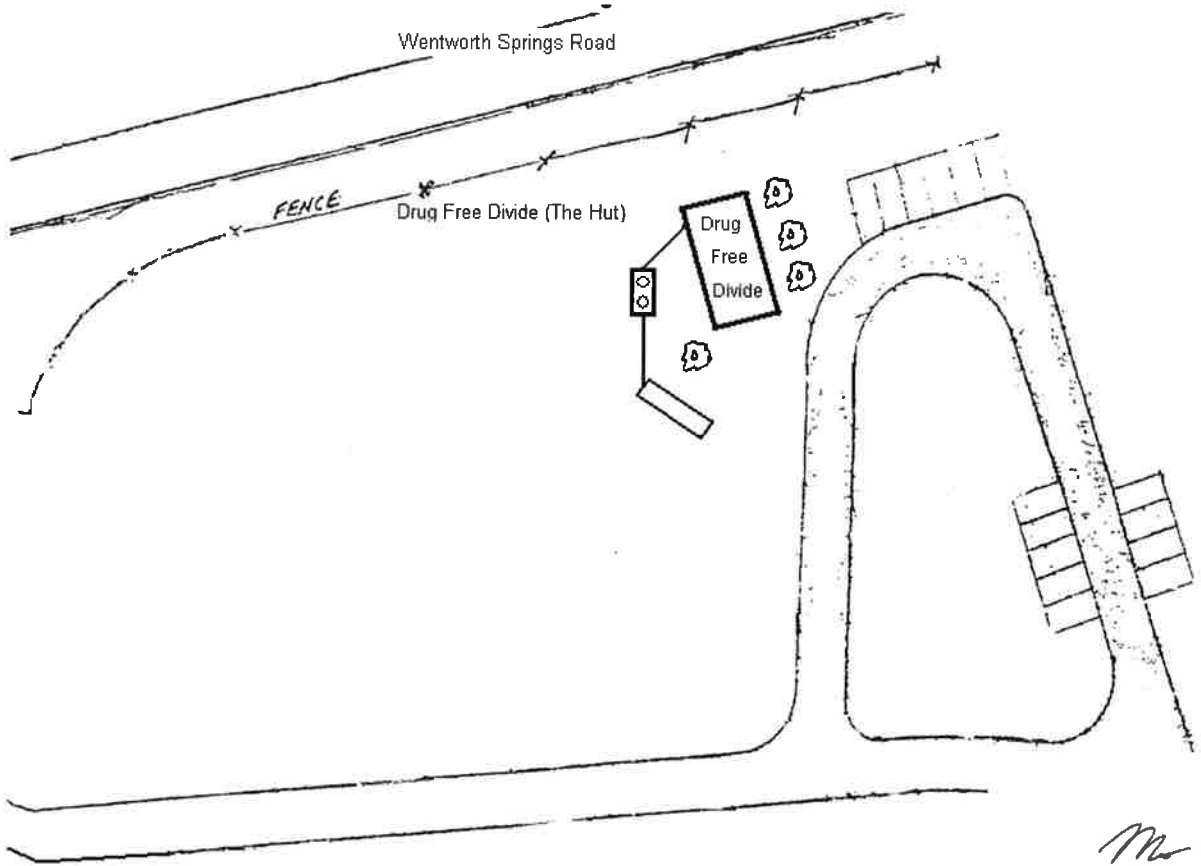 Wentworth Springs Road
FENCE
Drug Free Divide (The Hut)
Drug
Free
Divide